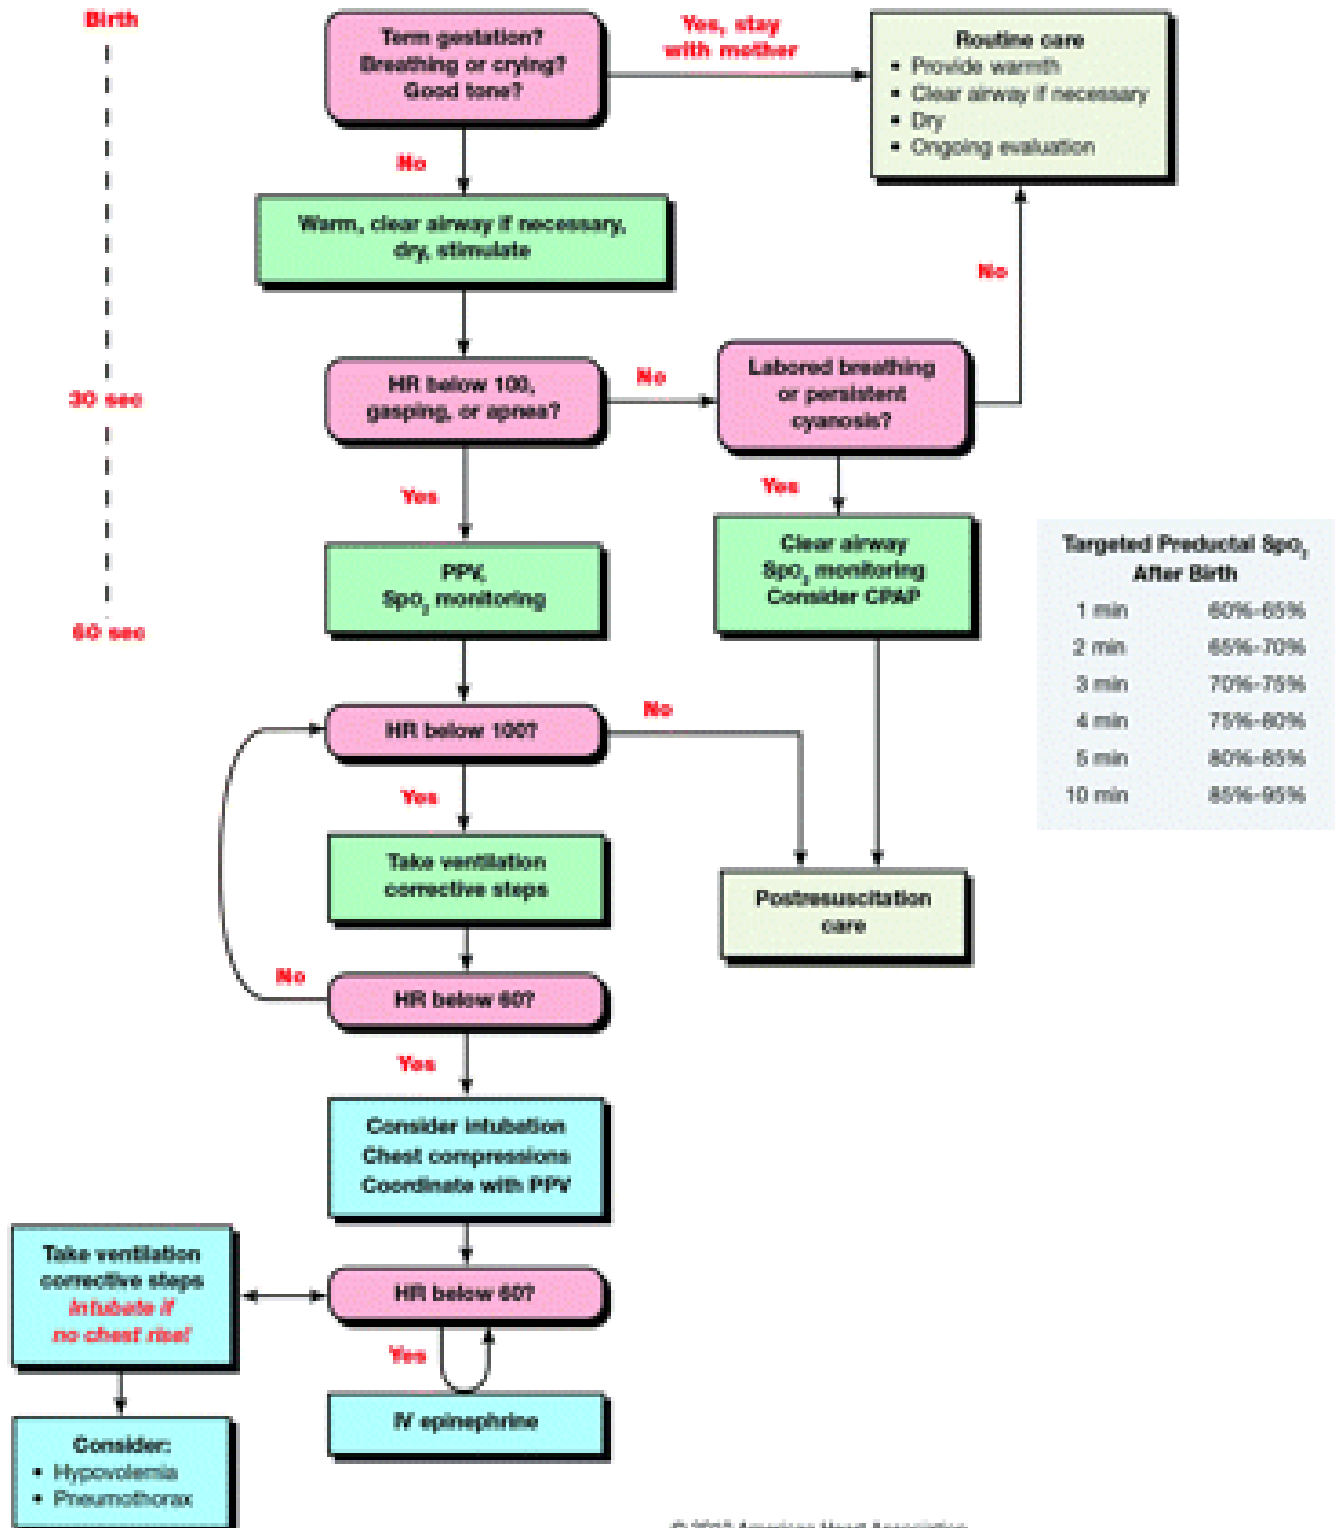 Birth
Term gestation?
Breathing or crying?
Good tone?
Yes, stay
with mother
Routine care
• Provide warmth
• Clear airway if necessary
• Dry
• Ongoing evaluation
No
Warm, clear airway if necessary,
dry, stimulate
No
30 sec
HR below 100,
gasping, or apnea?
No
Labored breathing
or persistent
cyanosis?
Yes
Yes
PPV,
SpO₂ monitoring
Clear airway
SpO₂ monitoring
Consider CPAP
60 sec
Targeted Preductal SpO₂
After Birth
1 min 60%-65%
2 min 65%-70%
3 min 70%-75%
4 min 75%-80%
5 min 80%-85%
10 min 85%-95%
HR below 100?
No
Yes
Take ventilation
corrective steps
Postresuscitation
care
No
HR below 60?
Yes
Consider intubation
Chest compressions
Coordinate with PPV
Take ventilation
corrective steps
Intubate if
no chest rise!
HR below 60?
Yes
IV epinephrine
Consider:
• Hypovolemia
• Pneumothorax
American Heart Association